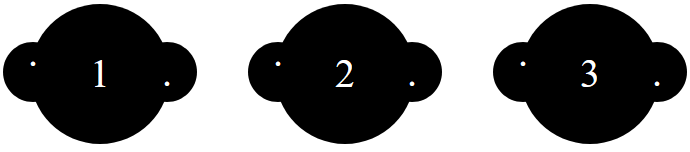 · 1 . · 2 . · 3 .